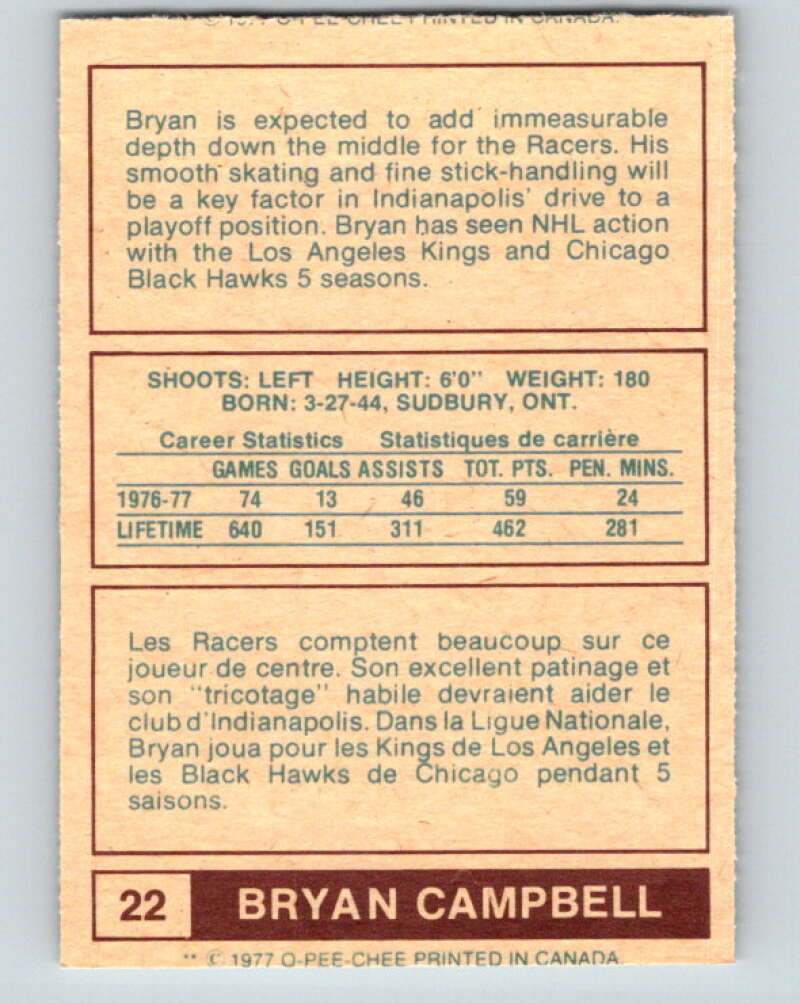 © 1977 O-PEE-CHEE PRINTED IN CANADA.
Bryan is expected to add immeasurable
depth down the middle for the Racers. His
smooth skating and fine stick-handling will
be a key factor in Indianapolis' drive to a
playoff position. Bryan has seen NHL action
with the Los Angeles Kings and Chicago
Black Hawks 5 seasons.
SHOOTS: LEFT HEIGHT: 6'0" WEIGHT: 180
BORN: 3-27-44, SUDBURY, ONT.
Career Statistics Statistiques de carrière
GAMES GOALS ASSISTS TOT. PTS. PEN. MINS.
1976-77 74 13 46 59 24
LIFETIME 640 151 311 462 281
Les Racers comptent beaucoup sur ce
joueur de centre. Son excellent patinage et
son "tricotage" habile devraient aider le
club d'Indianapolis. Dans la Ligue Nationale,
Bryan joua pour les Kings de Los Angeles et
les Black Hawks de Chicago pendant 5
saisons.
22 BRYAN CAMPBELL
** © 1977 O-PEE-CHEE PRINTED IN CANADA.